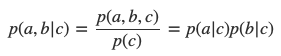 p(a, b|c) = p(a, b, c) / p(c) = p(a|c)p(b|c)